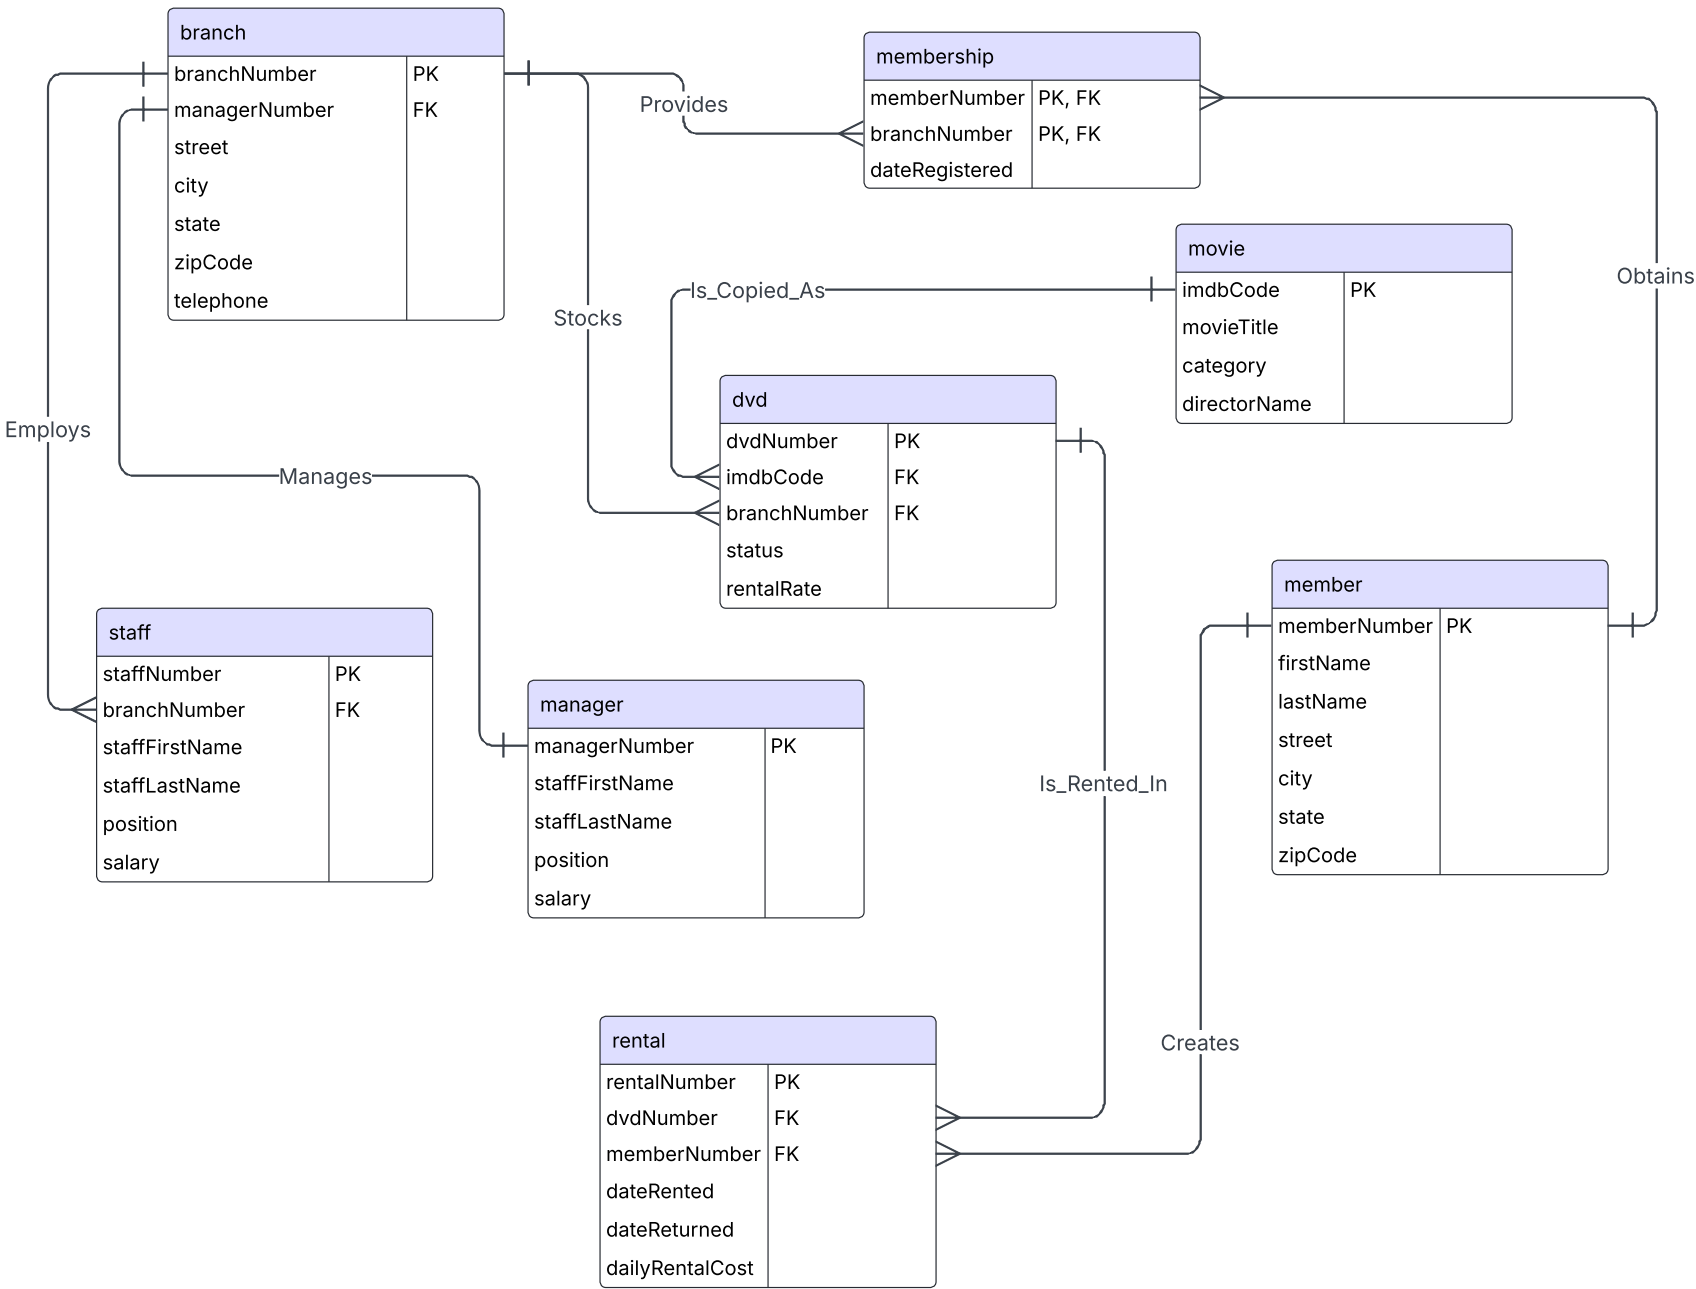 branch
branchNumber PK
managerNumber FK
street
city
state
zipCode
telephone
Provides
membership
memberNumber PK, FK
branchNumber PK, FK
dateRegistered
movie
imdbCode PK
movieTitle
category
directorName
Obtains
Is_Copied_As
Stocks
dvd
dvdNumber PK
imdbCode FK
branchNumber FK
status
rentalRate
Employs
Manages
staff
staffNumber PK
branchNumber FK
staffFirstName
staffLastName
position
salary
manager
managerNumber PK
staffFirstName
staffLastName
position
salary
member
memberNumber PK
firstName
lastName
street
city
state
zipCode
Is_Rented_In
Creates
rental
rentalNumber PK
dvdNumber FK
memberNumber FK
dateRented
dateReturned
dailyRentalCost